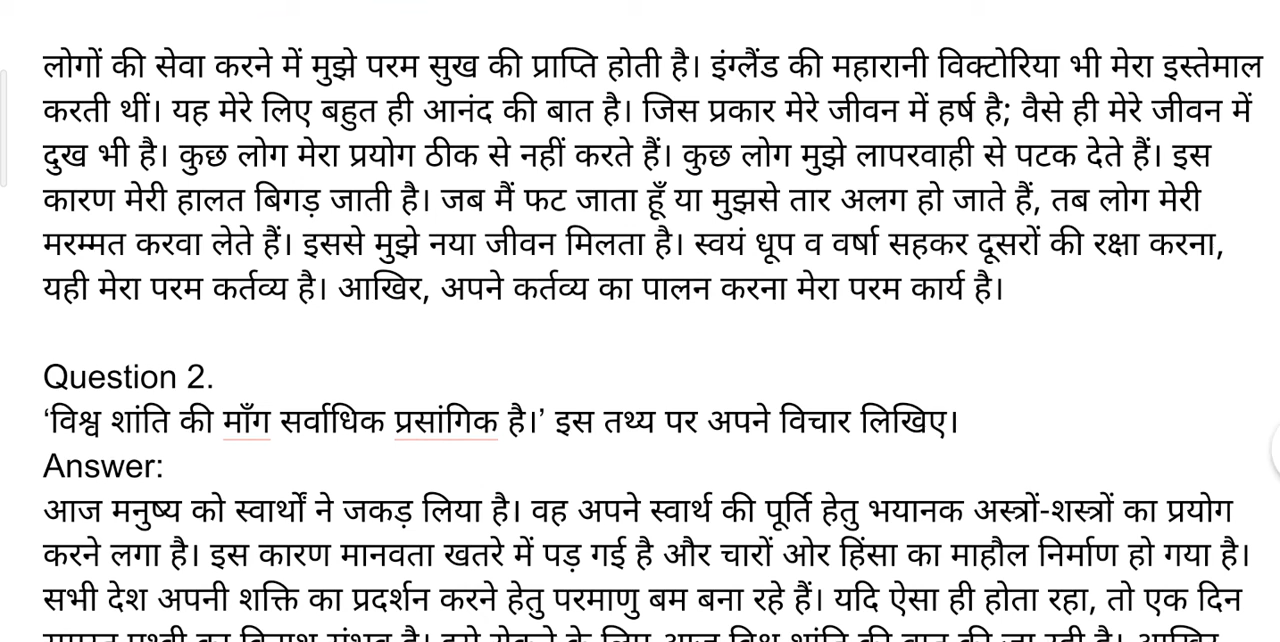 लोगों की सेवा करने में मुझे परम सुख की प्राप्ति होती है। इंग्लैंड की महारानी विक्टोरिया भी मेरा इस्तेमाल
करती थीं। यह मेरे लिए बहुत ही आनंद की बात है। जिस प्रकार मेरे जीवन में हर्ष है; वैसे ही मेरे जीवन में
दुख भी है। कुछ लोग मेरा प्रयोग ठीक से नहीं करते हैं। कुछ लोग मुझे लापरवाही से पटक देते हैं। इस
कारण मेरी हालत बिगड़ जाती है। जब मैं फट जाता हूँ या मुझसे तार अलग हो जाते हैं, तब लोग मेरी
मरम्मत करवा लेते हैं। इससे मुझे नया जीवन मिलता है। स्वयं धूप व वर्षा सहकर दूसरों की रक्षा करना,
यही मेरा परम कर्तव्य है। आखिर, अपने कर्तव्य का पालन करना मेरा परम कार्य है।
Question 2.
‘विश्व शांति की माँग सर्वाधिक प्रसांगिक है।’ इस तथ्य पर अपने विचार लिखिए।
Answer:
आज मनुष्य को स्वार्थों ने जकड़ लिया है। वह अपने स्वार्थ की पूर्ति हेतु भयानक अस्त्रों-शस्त्रों का प्रयोग
करने लगा है। इस कारण मानवता खतरे में पड़ गई है और चारों ओर हिंसा का माहौल निर्माण हो गया है।
सभी देश अपनी शक्ति का प्रदर्शन करने हेतु परमाणु बम बना रहे हैं। यदि ऐसा ही होता रहा, तो एक दिन